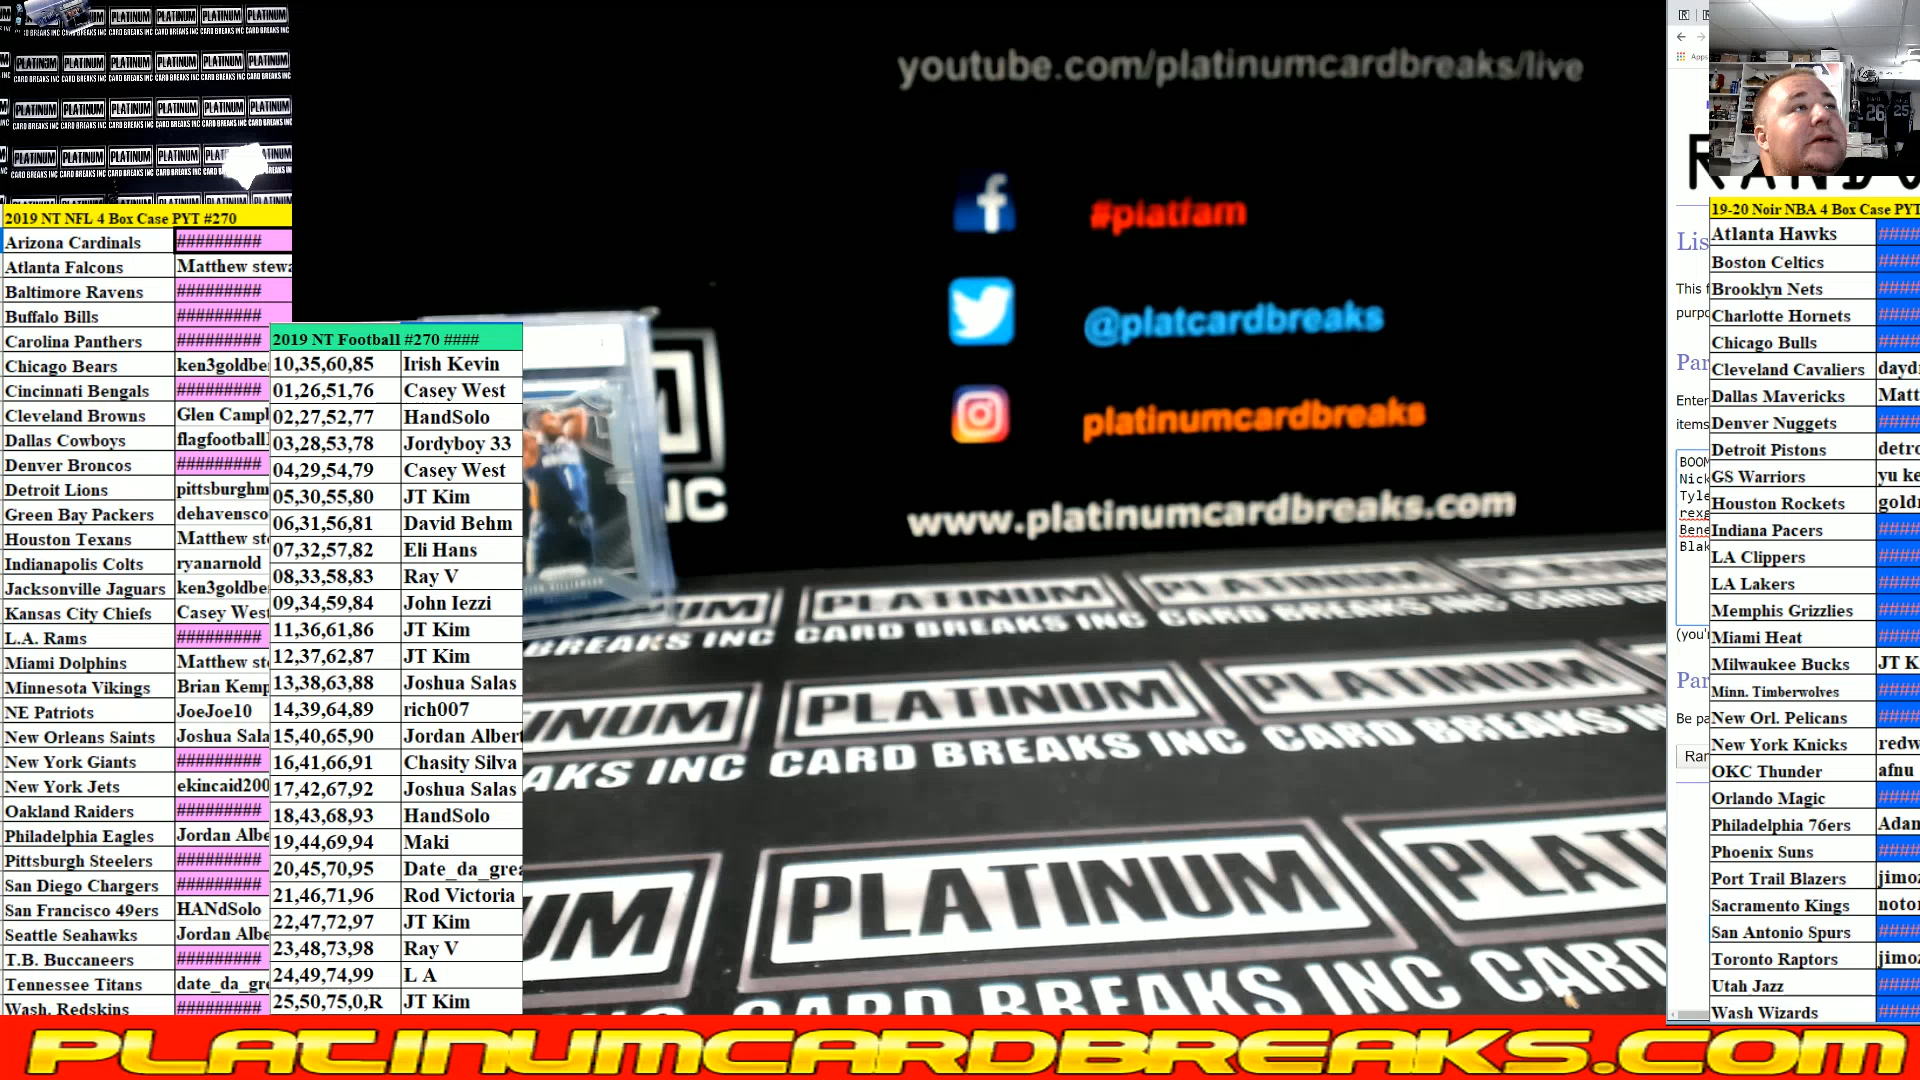 youtube.com/platinumcardbreaks/live
#platfam
@platcardbreaks
platinumcardbreaks
www.platinumcardbreaks.com
2019 NT NFL 4 Box Case PYT #270
Arizona Cardinals #########
Atlanta Falcons Matthew stewa
Baltimore Ravens #########
Buffalo Bills #########
Carolina Panthers #########
Chicago Bears ken3goldbe
Cincinnati Bengals #########
Cleveland Browns Glen Campl
Dallas Cowboys flagfootball
Denver Broncos #########
Detroit Lions pittsburghm
Green Bay Packers dehavensco
Houston Texans Matthew ste
Indianapolis Colts ryanarnold
Jacksonville Jaguars ken3goldbe
Kansas City Chiefs Casey West
L.A. Rams #########
Miami Dolphins Matthew ste
Minnesota Vikings Brian Kemp
NE Patriots JoeJoe10
New Orleans Saints Joshua Sala
New York Giants #########
New York Jets ekincaid200
Oakland Raiders #########
Philadelphia Eagles Jordan Albe
Pittsburgh Steelers #########
San Diego Chargers #########
San Francisco 49ers HANdSolo
Seattle Seahawks Jordan Albe
T.B. Buccaneers #########
Tennessee Titans date_da_gre
Wash. Redskins #########
2019 NT Football #270 ####
10,35,60,85 Irish Kevin
01,26,51,76 Casey West
02,27,52,77 HandSolo
03,28,53,78 Jordyboy 33
04,29,54,79 Casey West
05,30,55,80 JT Kim
06,31,56,81 David Behm
07,32,57,82 Eli Hans
08,33,58,83 Ray V
09,34,59,84 John Iezzi
11,36,61,86 JT Kim
12,37,62,87 JT Kim
13,38,63,88 Joshua Salas
14,39,64,89 rich007
15,40,65,90 Jordan Albert
16,41,66,91 Chasity Silva
17,42,67,92 Joshua Salas
18,43,68,93 HandSolo
19,44,69,94 Maki
20,45,70,95 Date_da_grea
21,46,71,96 Rod Victoria
22,47,72,97 JT Kim
23,48,73,98 Ray V
24,49,74,99 L A
25,50,75,0,R JT Kim
19-20 Noir NBA 4 Box Case PYT
Atlanta Hawks ####
Boston Celtics ####
Brooklyn Nets ####
Charlotte Hornets ####
Chicago Bulls ####
Cleveland Cavaliers daydr
Dallas Mavericks Matt
Denver Nuggets ####
Detroit Pistons detro
GS Warriors yu ke
Houston Rockets goldr
Indiana Pacers ####
LA Clippers ####
LA Lakers ####
Memphis Grizzlies ####
Miami Heat ####
Milwaukee Bucks JT K
Minn. Timberwolves ####
New Orl. Pelicans ####
New York Knicks redw
OKC Thunder afnu
Orlando Magic ####
Philadelphia 76ers Adan
Phoenix Suns ####
Port Trail Blazers jimoz
Sacramento Kings notor
San Antonio Spurs ####
Toronto Raptors jimoz
Utah Jazz ####
Wash Wizards ####
PLATINUM
CARD BREAKS INC
PLATINUMCARDBREAKS.COM